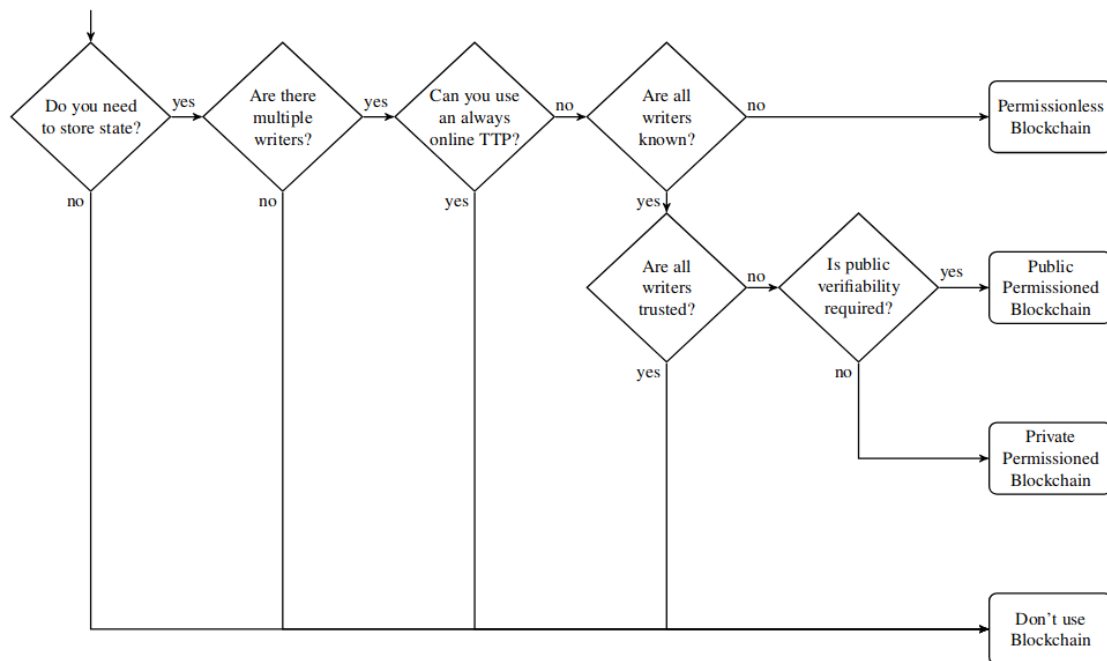 Do you need
to store state?
yes
no
Are there
multiple
writers?
yes
no
Can you use
an always
online TTP?
no
yes
Are all
writers
known?
no
yes
Permissionless
Blockchain
Are all
writers
trusted?
no
yes
Is public
verifiability
required?
yes
no
Public
Permissioned
Blockchain
Private
Permissioned
Blockchain
Don’t use
Blockchain